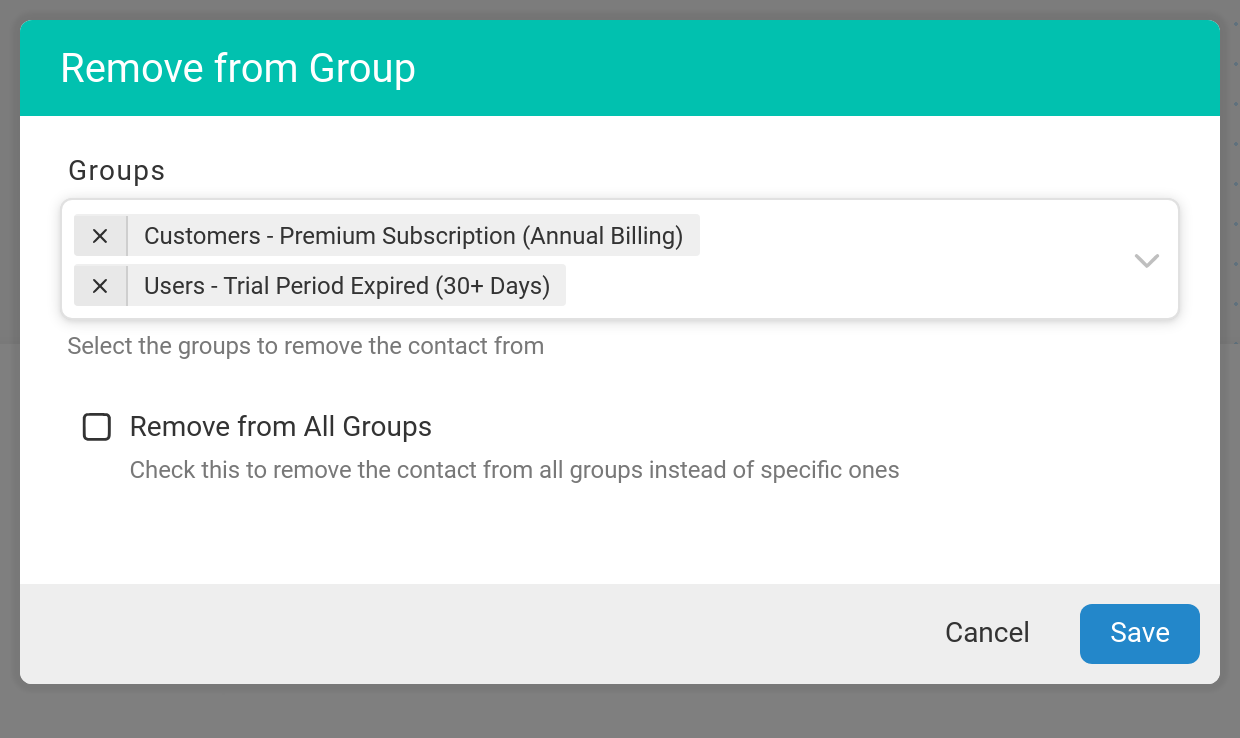 Remove from Group
Groups
Customers - Premium Subscription (Annual Billing)
Users - Trial Period Expired (30+ Days)
Select the groups to remove the contact from
Remove from All Groups
Check this to remove the contact from all groups instead of specific ones
Cancel
Save